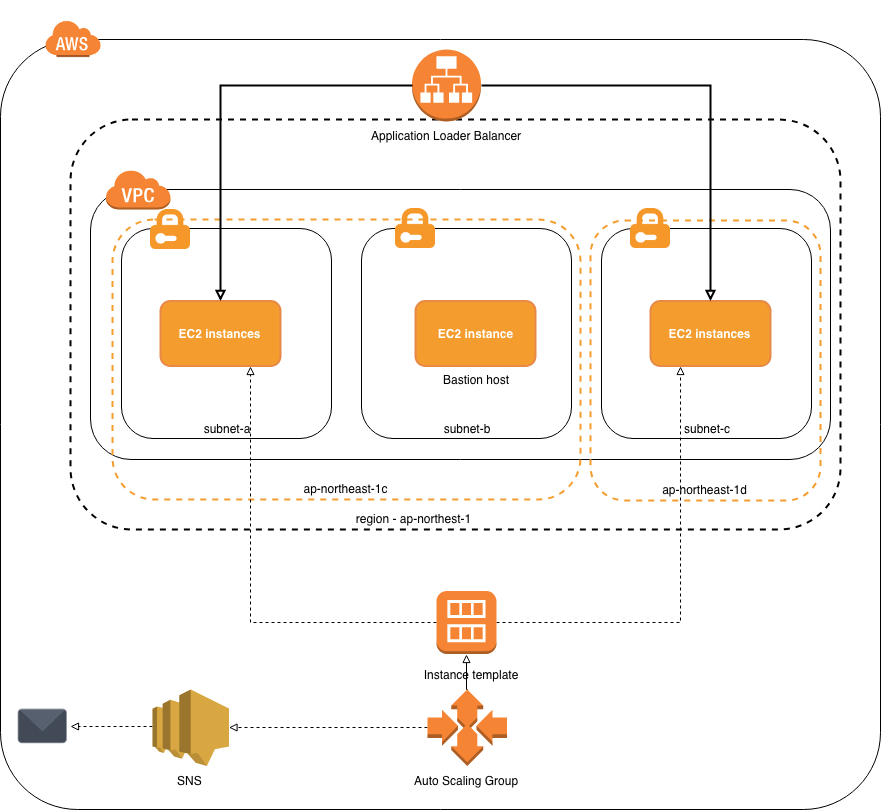 AWS
Application Loader Balancer
VPC
EC2 instances
EC2 instance
EC2 instances
Bastion host
subnet-a
subnet-b
subnet-c
ap-northeast-1c
ap-northeast-1d
region - ap-northest-1
Instance template
SNS
Auto Scaling Group